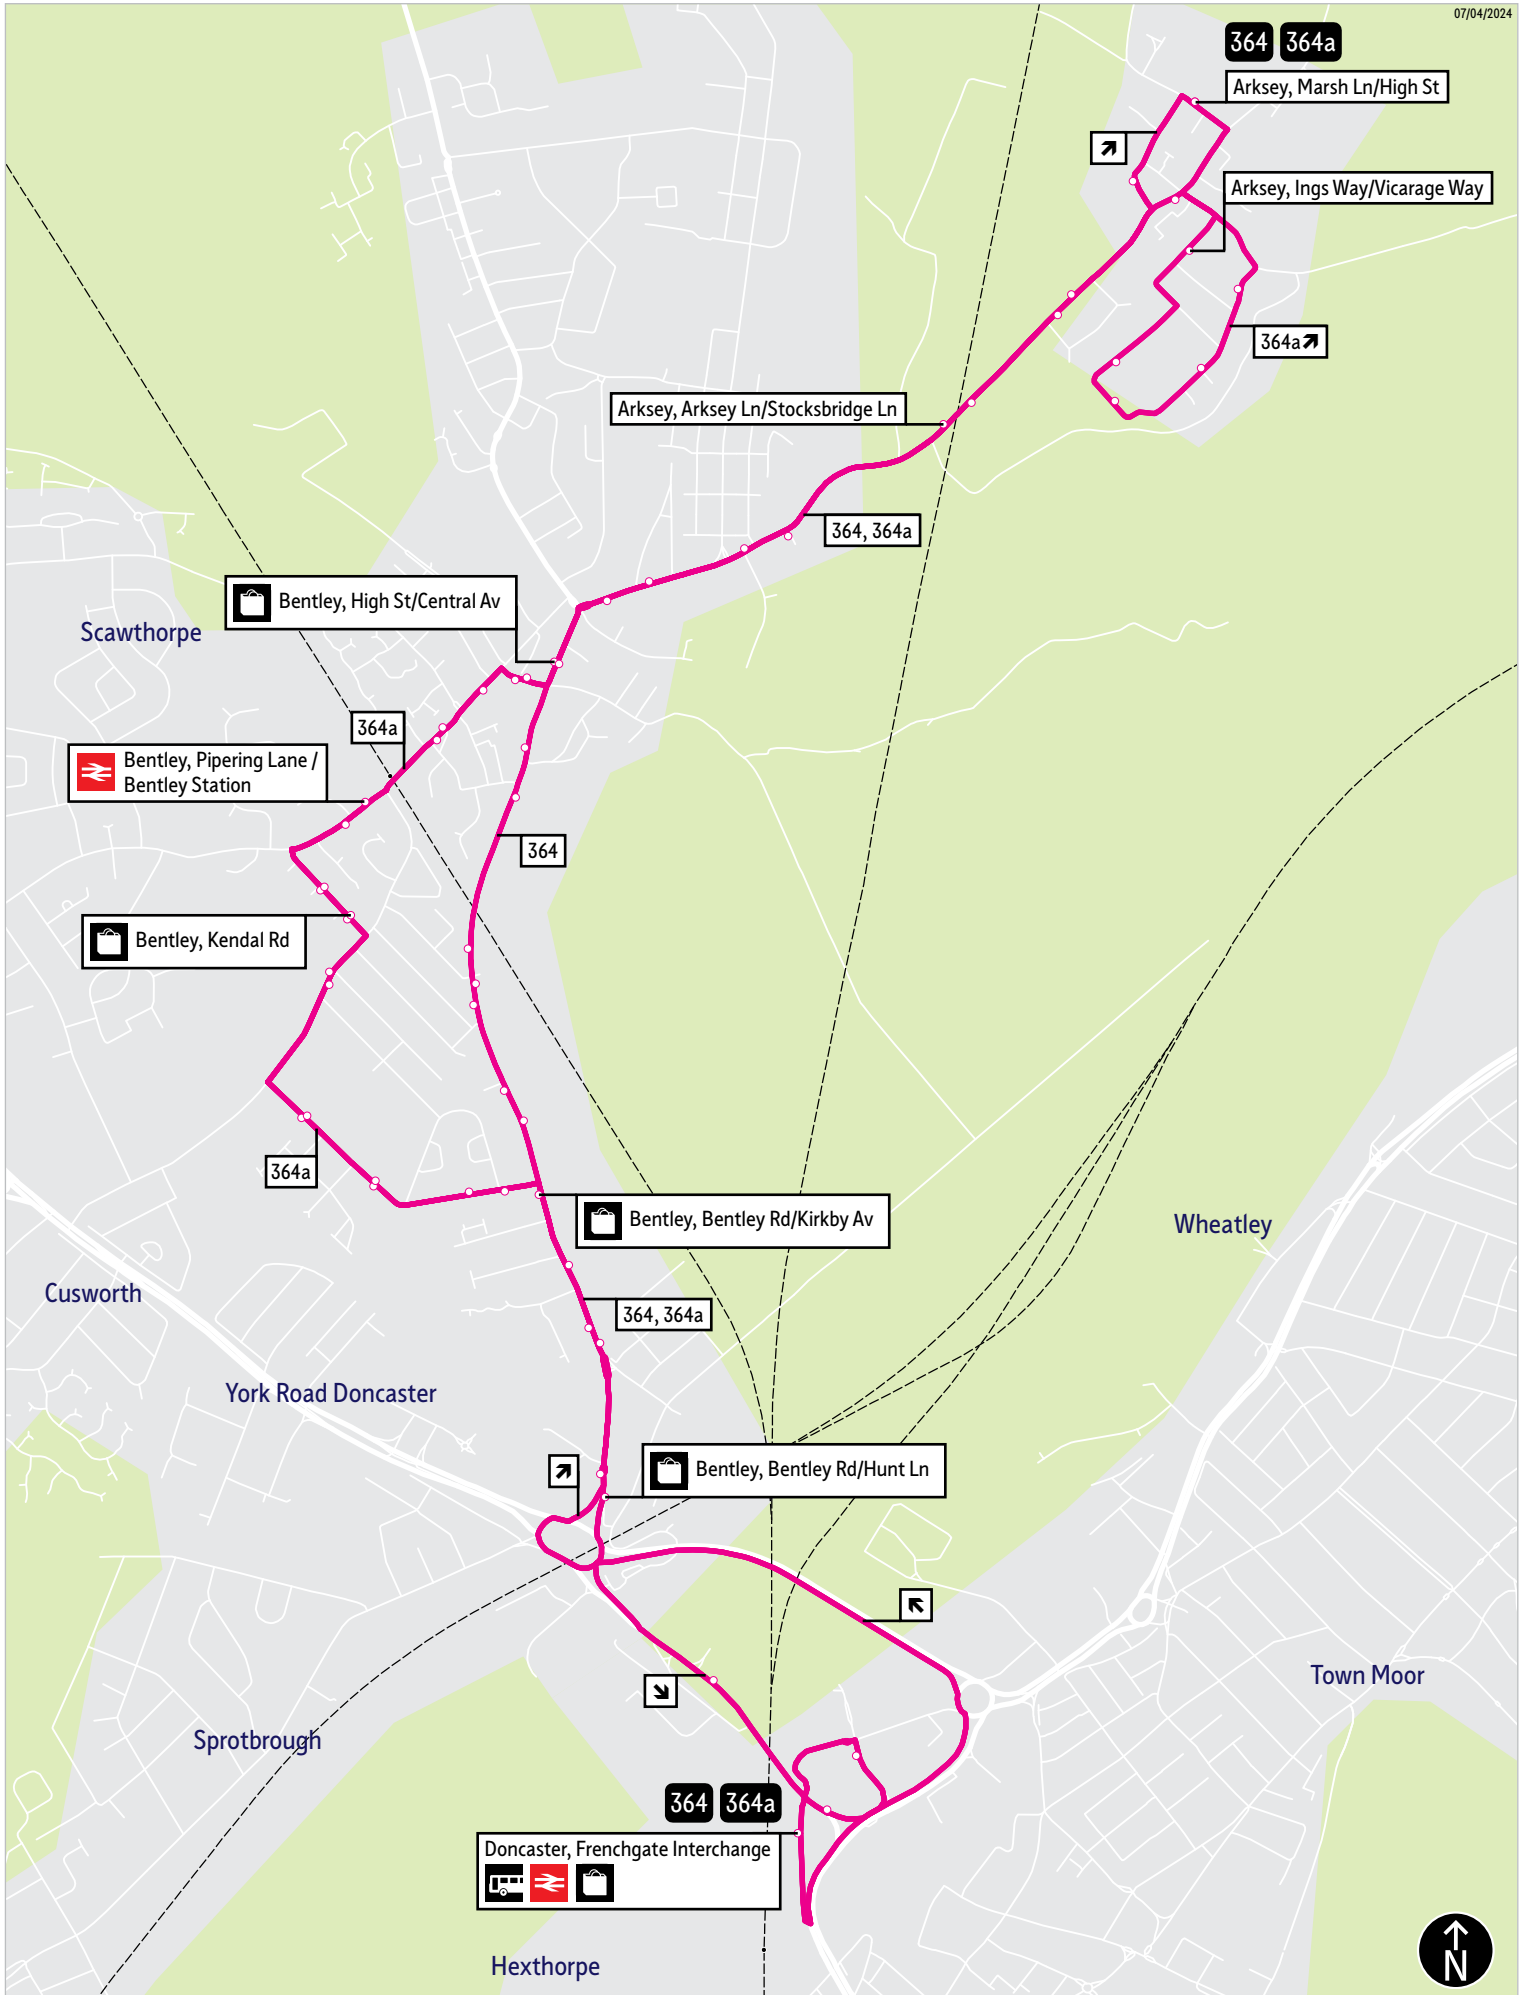 07/04/2024
364 364a
Arksey, Marsh Ln/High St
Arksey, Ings Way/Vicarage Way
364a
Arksey, Arksey Ln/Stocksbridge Ln
364, 364a
Bentley, High St/Central Av
Scawthorpe
364a
Bentley, Pipering Lane /
Bentley Station
364
Bentley, Kendal Rd
364a
Bentley, Bentley Rd/Kirkby Av
Wheatley
Cusworth
364, 364a
York Road Doncaster
Bentley, Bentley Rd/Hunt Ln
Town Moor
Sprotbrough
364 364a
Doncaster, Frenchgate Interchange
Hexthorpe
N